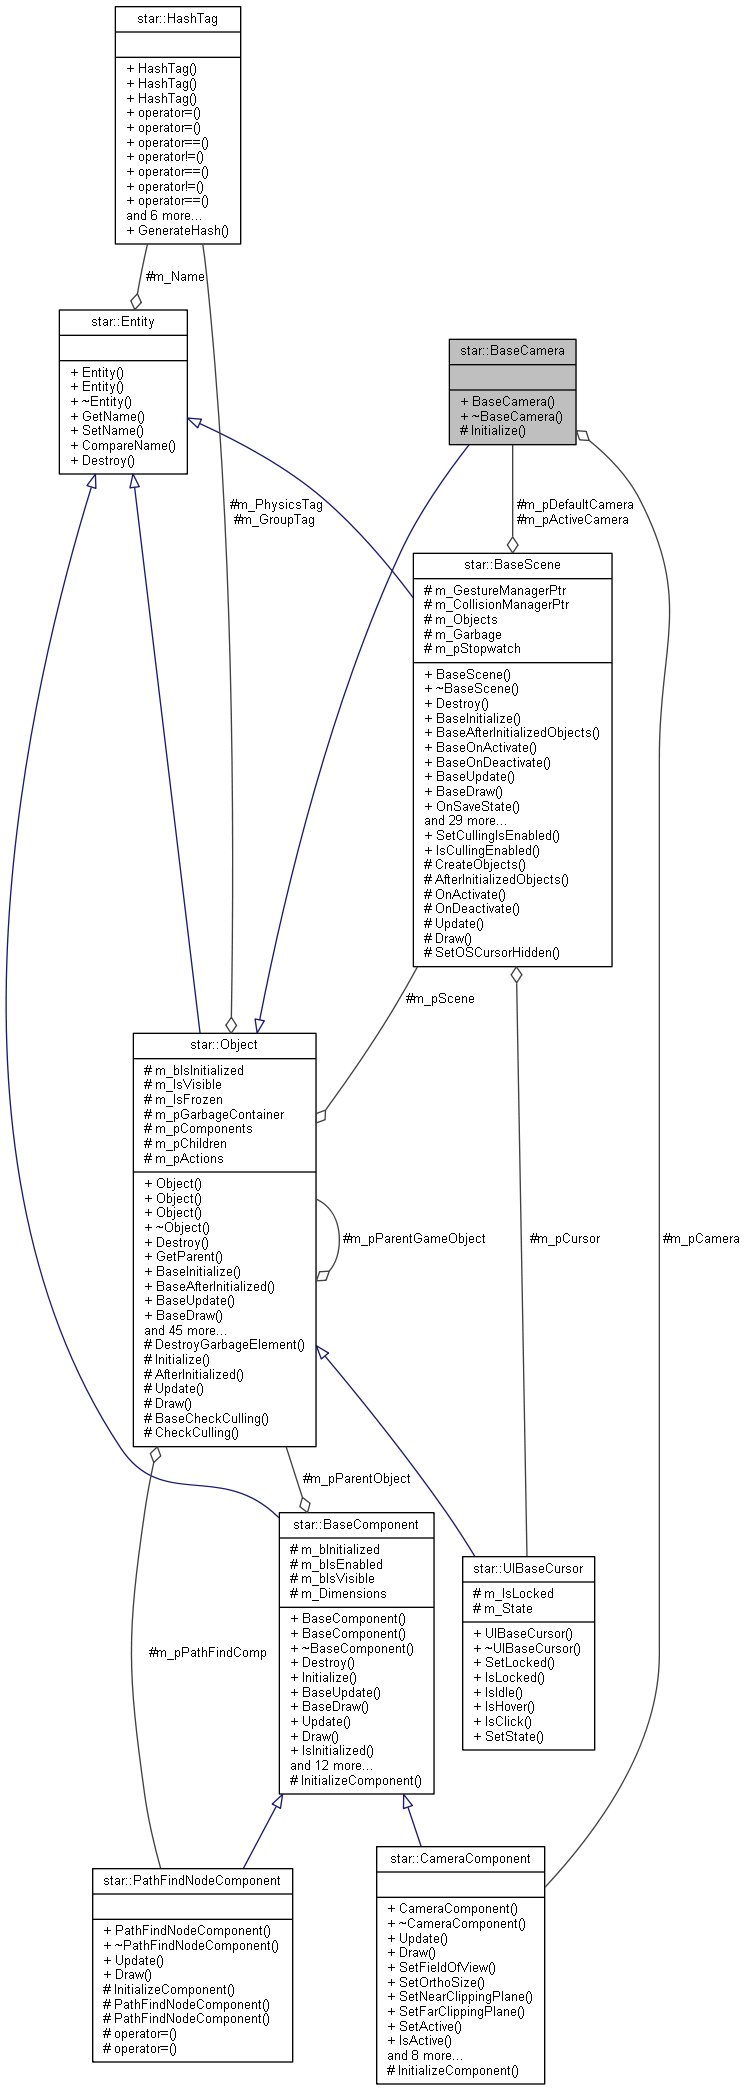 star::HashTag
+ HashTag()
+ HashTag()
+ HashTag()
+ operator=()
+ operator=()
+ operator==()
+ operator!=()
+ operator==()
+ operator!=()
+ operator==()
and 6 more...
+ GenerateHash()
#m_Name
star::Entity
+ Entity()
+ Entity()
+ ~Entity()
+ GetName()
+ SetName()
+ CompareName()
+ Destroy()
star::BaseCamera
+ BaseCamera()
+ ~BaseCamera()
# Initialize()
#m_PhysicsTag
#m_GroupTag
#m_pDefaultCamera
#m_pActiveCamera
star::BaseScene
# m_GestureManagerPtr
# m_CollisionManagerPtr
# m_Objects
# m_Garbage
# m_pStopwatch
+ BaseScene()
+ ~BaseScene()
+ Destroy()
+ BaseInitialize()
+ BaseAfterInitializedObjects()
+ BaseOnActivate()
+ BaseOnDeactivate()
+ BaseUpdate()
+ BaseDraw()
+ OnSaveState()
and 29 more...
+ SetCullingIsEnabled()
+ IsCullingEnabled()
# CreateObjects()
# AfterInitializedObjects()
# OnActivate()
# OnDeactivate()
# Update()
# Draw()
# SetOSCursorHidden()
#m_pScene
star::Object
# m_bIsInitialized
# m_IsVisible
# m_IsFrozen
# m_pGarbageContainer
# m_pComponents
# m_pChildren
# m_pActions
+ Object()
+ Object()
+ Object()
+ ~Object()
+ Destroy()
+ GetParent()
+ BaseInitialize()
+ BaseAfterInitialized()
+ BaseUpdate()
+ BaseDraw()
and 45 more...
# DestroyGarbageElement()
# Initialize()
# AfterInitialized()
# Update()
# Draw()
# BaseCheckCulling()
# CheckCulling()
#m_pParentGameObject
#m_pCursor
#m_pCamera
#m_pParentObject
star::BaseComponent
# m_bInitialized
# m_bIsEnabled
# m_bIsVisible
# m_Dimensions
+ BaseComponent()
+ BaseComponent()
+ ~BaseComponent()
+ Destroy()
+ Initialize()
+ BaseUpdate()
+ BaseDraw()
+ Update()
+ Draw()
+ IsInitialized()
and 12 more...
# InitializeComponent()
star::UIBaseCursor
# m_IsLocked
# m_State
+ UIBaseCursor()
+ ~UIBaseCursor()
+ SetLocked()
+ IsLocked()
+ IsIdle()
+ IsHover()
+ IsClick()
+ SetState()
#m_pPathFindComp
star::PathFindNodeComponent
+ PathFindNodeComponent()
+ ~PathFindNodeComponent()
+ Update()
+ Draw()
# InitializeComponent()
# PathFindNodeComponent()
# PathFindNodeComponent()
# operator=()
# operator=()
star::CameraComponent
+ CameraComponent()
+ ~CameraComponent()
+ Update()
+ Draw()
+ SetFieldOfView()
+ SetOrthoSize()
+ SetNearClippingPlane()
+ SetFarClippingPlane()
+ SetActive()
+ IsActive()
and 8 more...
# InitializeComponent()